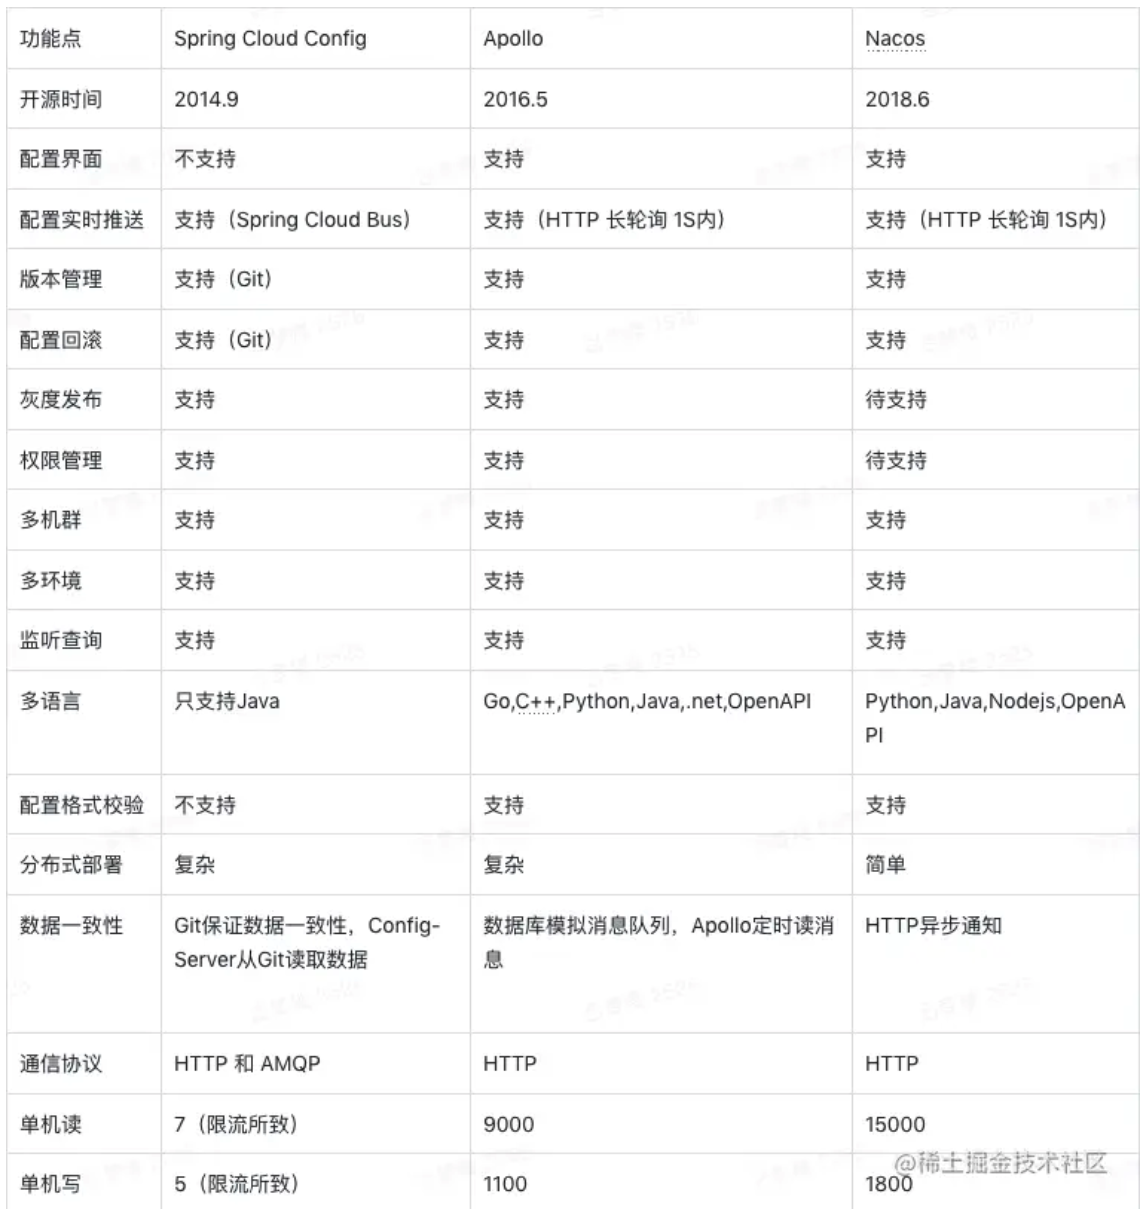 功能点 Spring Cloud Config Apollo Nacos
开源时间 2014.9 2016.5 2018.6
配置界面 不支持 支持 支持
配置实时推送 支持（Spring Cloud Bus） 支持（HTTP 长轮询 1S内） 支持（HTTP 长轮询 1S内）
版本管理 支持（Git） 支持 支持
配置回滚 支持（Git） 支持 支持
灰度发布 支持 支持 待支持
权限管理 支持 支持 待支持
多机群 支持 支持 支持
多环境 支持 支持 支持
监听查询 支持 支持 支持
多语言 只支持Java Go,C++,Python,Java,.net,OpenAPI Python,Java,Nodejs,OpenA
PI
配置格式校验 不支持 支持 支持
分布式部署 复杂 复杂 简单
数据一致性 Git保证数据一致性，Config- 数据库模拟消息队列，Apollo定时读消 HTTP异步通知
Server从Git读取数据 息
通信协议 HTTP 和 AMQP HTTP HTTP
单机读 7（限流所致） 9000 15000
@稀土掘金技术社区
单机写 5（限流所致） 1100 1800